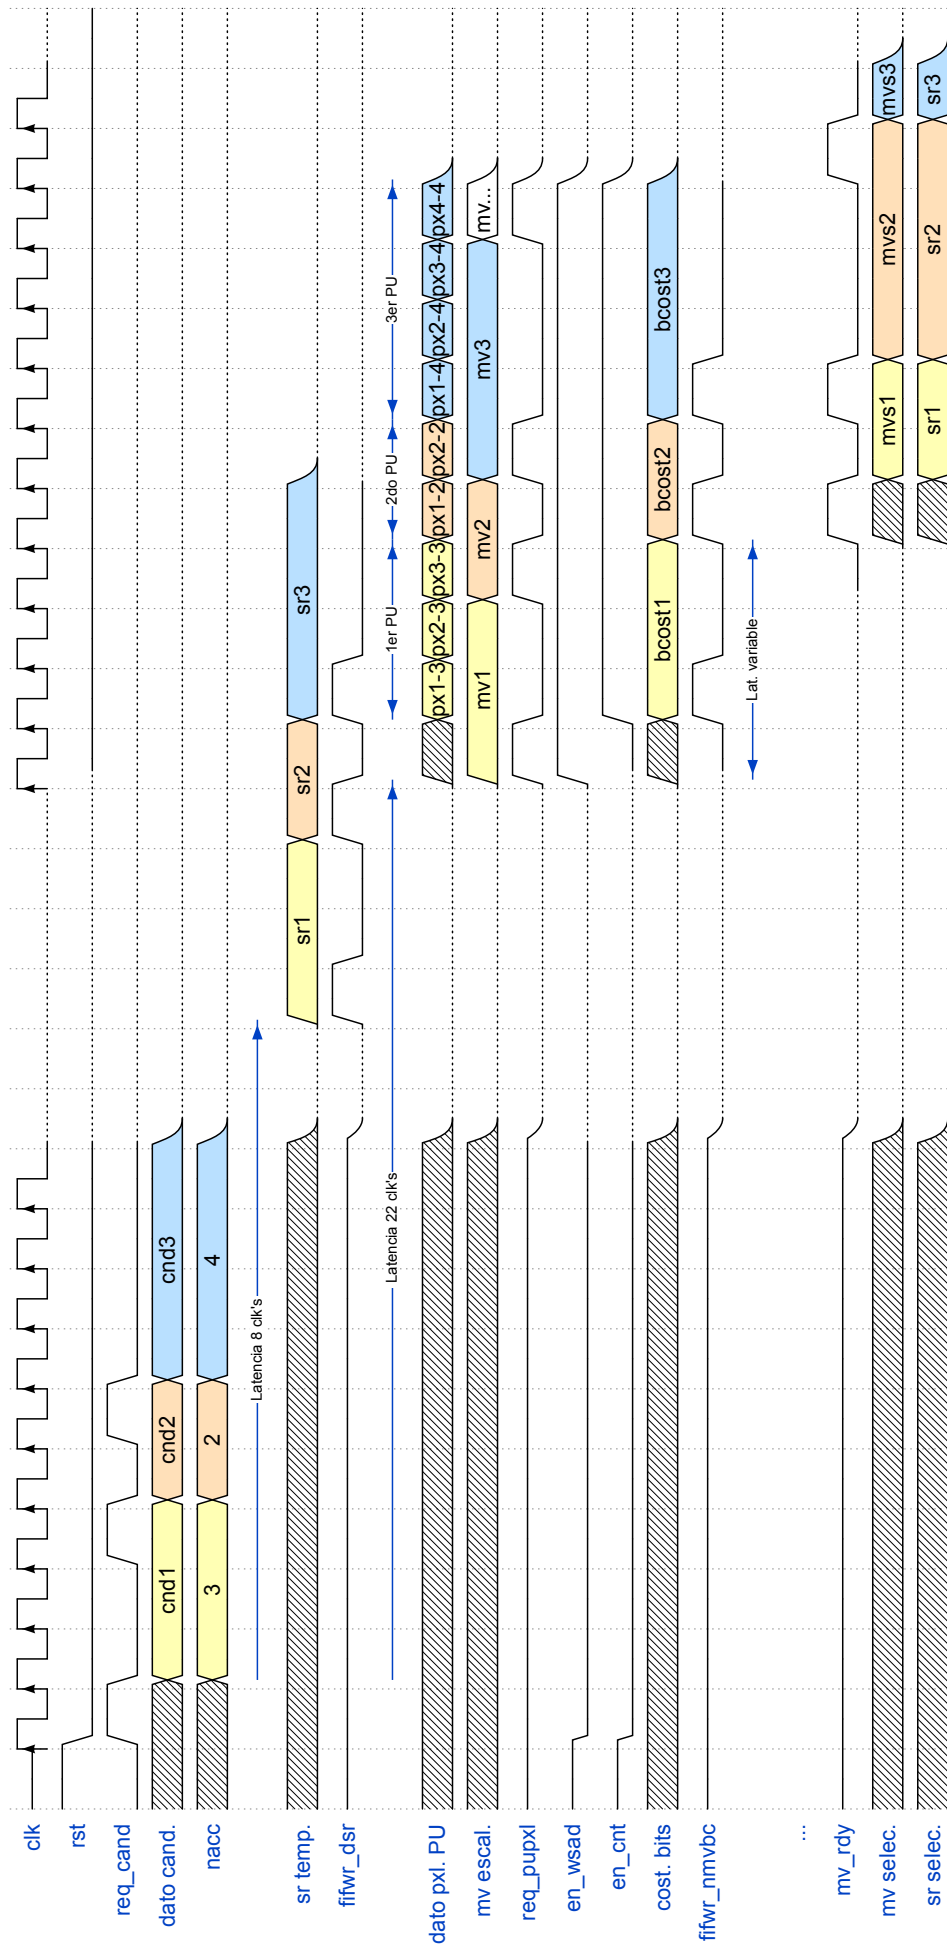 clk
rst
req_cand
dato cand.
cnd1
cnd2
cnd3
nacc
3
2
4
Latencia 8 clk's
sr temp.
sr1
sr2
sr3
fifwr_dsr
Latencia 22 clk's
1er PU
2do PU
3er PU
dato pxl. PU
px1-3
px2-3
px3-3
px1-2
px2-2
px1-4
px2-4
px3-4
px4-4
mv escal.
mv1
mv2
mv3
mv...
req_pupxl
en_wsad
en_cnt
cost. bits
bcost1
bcost2
bcost3
fifwr_nmvbc
Lat. variable
...
mv_rdy
mv selec.
mvs1
mvs2
mvs3
sr selec.
sr1
sr2
sr3